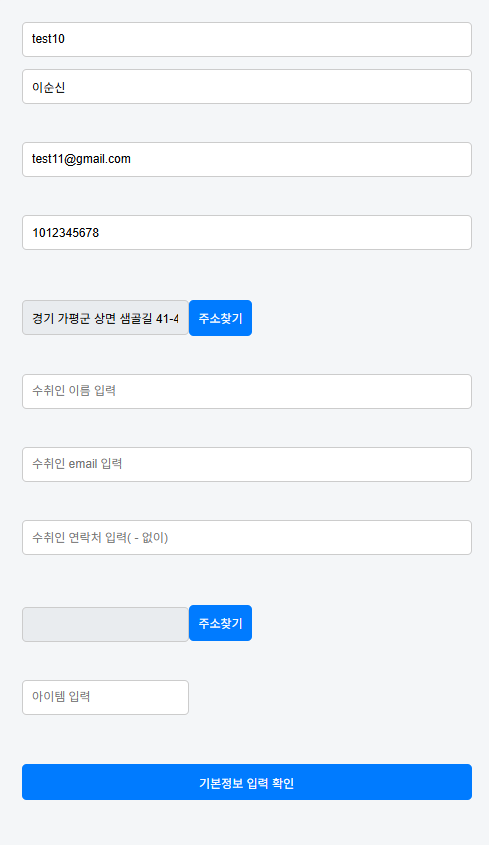 test10
이순신
test11@gmail.com
1012345678
경기 가평군 상면 샘골길 41-4 주소찾기
수취인 이름 입력
수취인 email 입력
수취인 연락처 입력( - 없이)
주소찾기
아이템 입력
기본정보 입력 확인